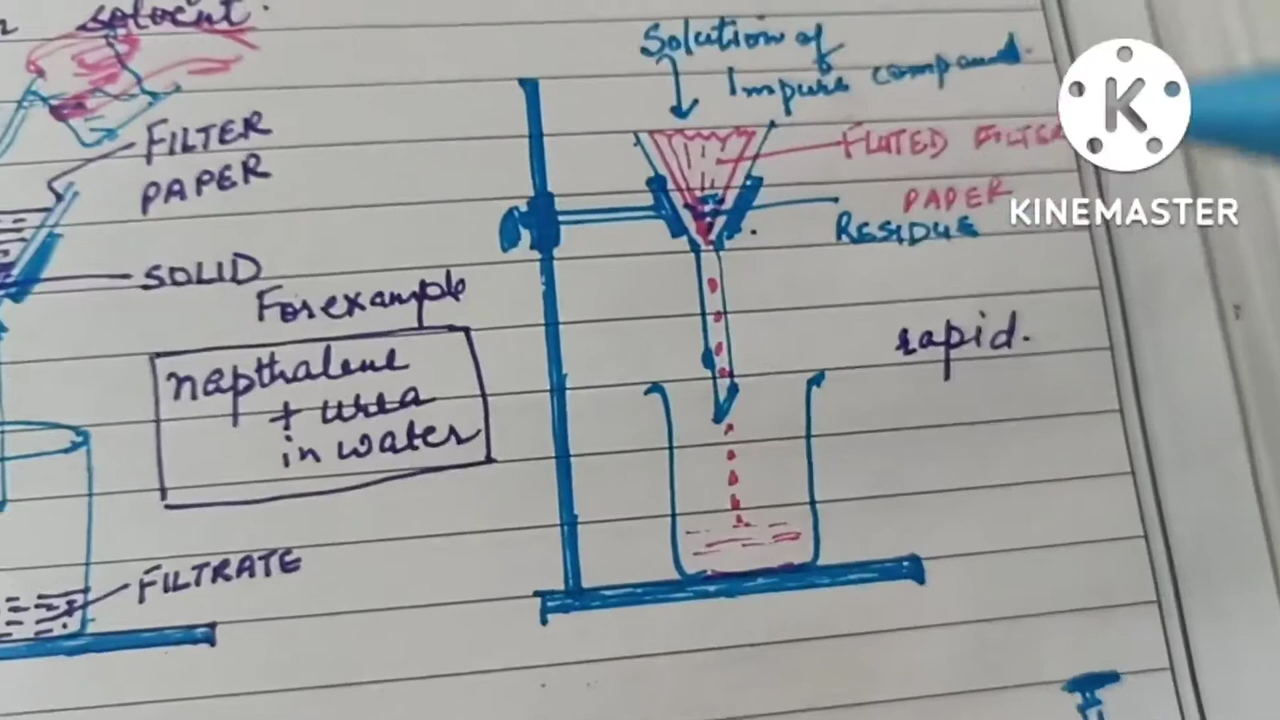 solvent.
Solution of
Impure compound.
FILTER
PAPER
FLUTED FILTER
PAPER
KINEMASTER
RESIDUE
SOLID
For example
napthalene
+ urea
in water
rapid.
FILTRATE